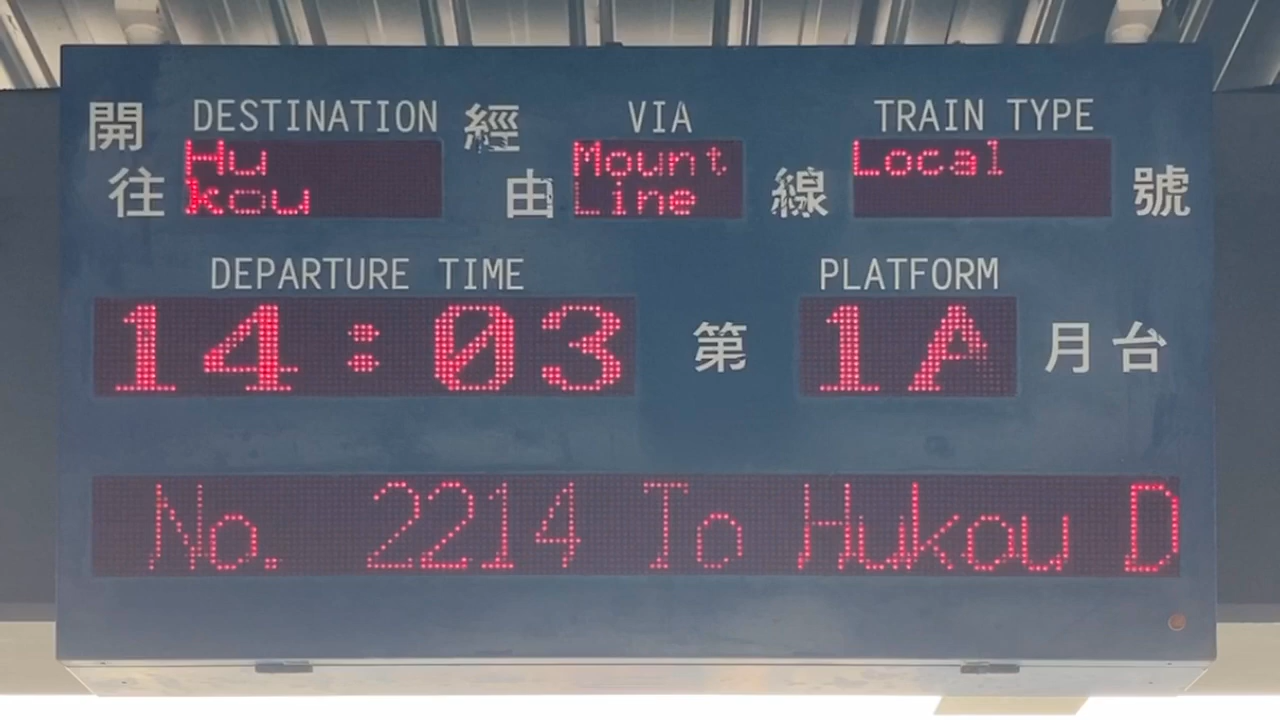 開往 DESTINATION 經由 VIA 線 TRAIN TYPE 號
Hu
kou
Mount
Line
Local
DEPARTURE TIME PLATFORM
14:03 第 1A 月台
No. 2214 To Hukou D